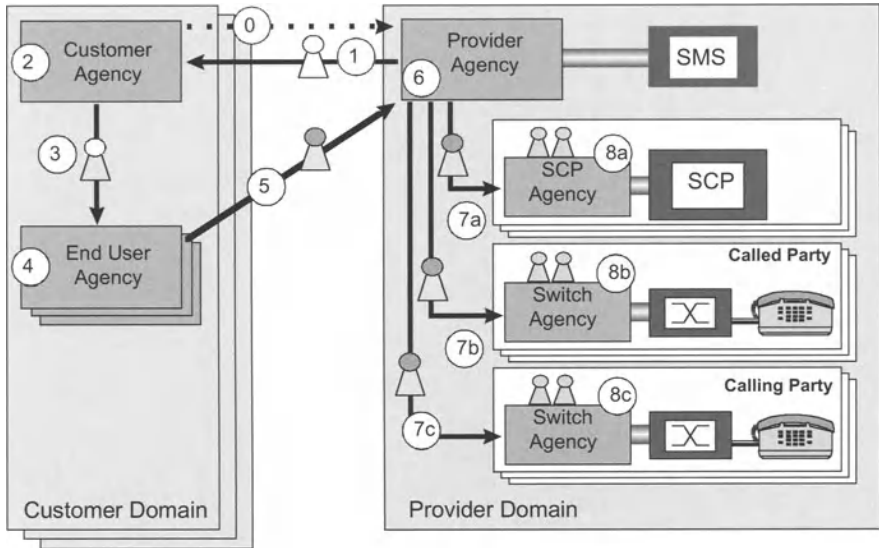 0
2
Customer
Agency
1
6
Provider
Agency
SMS
3
5
4
End User
Agency
8a
SCP
Agency
SCP
7a
Called Party
8b
Switch
Agency
7b
Calling Party
8c
Switch
Agency
7c
Customer Domain
Provider Domain